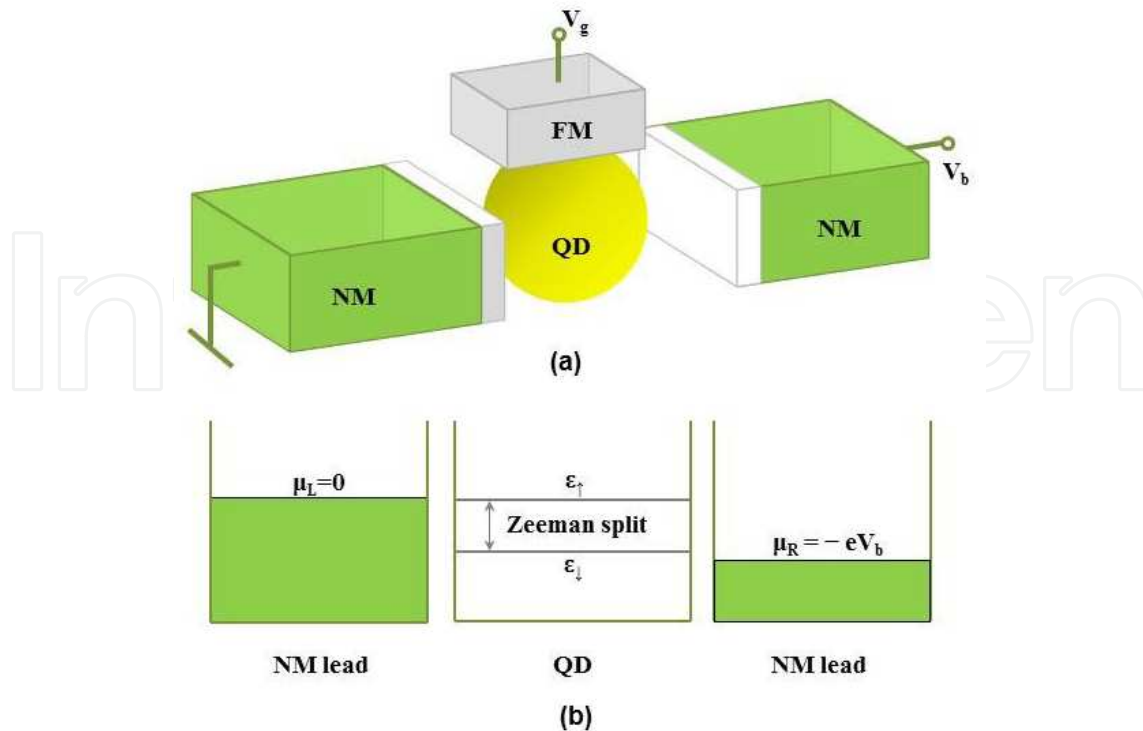 V_g
FM
V_b
NM
QD
NM
(a)
μ_L=0
ε_↑
Zeeman split
μ_R = − eV_b
ε_↓
NM lead
QD
NM lead
(b)